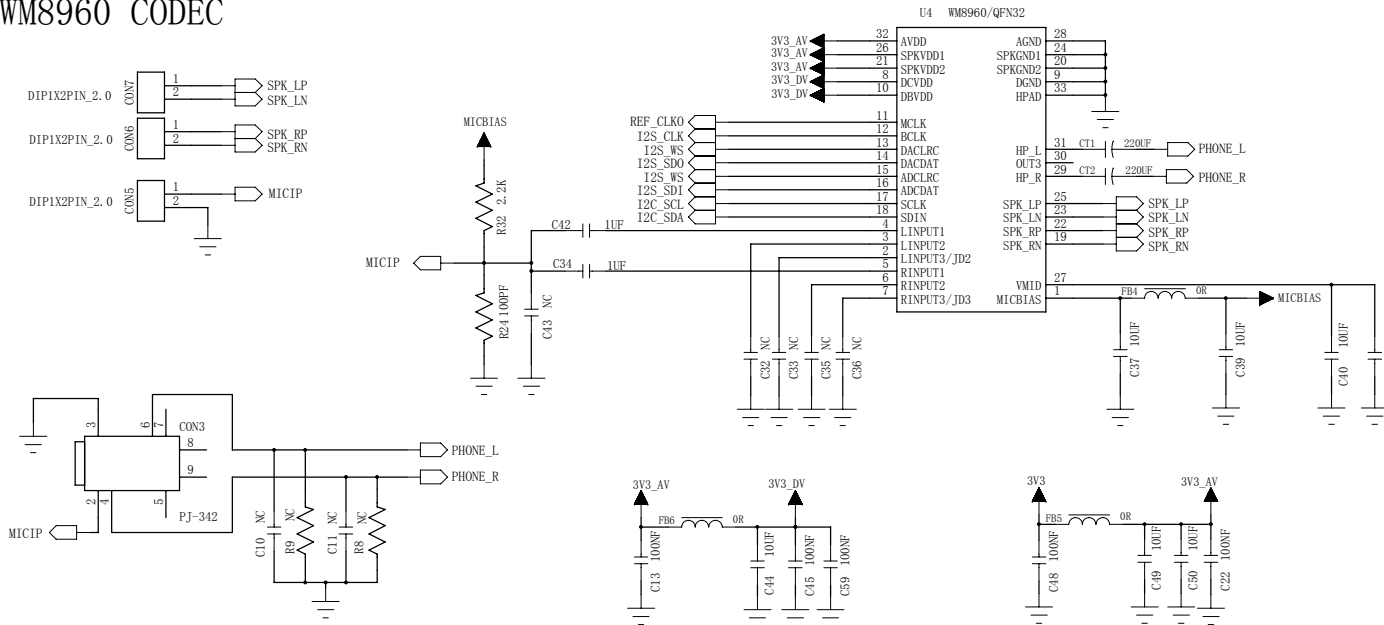 WM8960 CODEC
DIP1X2PIN_2.0
CON7
1
2
SPK_LP
SPK_LN
DIP1X2PIN_2.0
CON6
1
2
SPK_RP
SPK_RN
DIP1X2PIN_2.0
CON5
1
2
MICIP
MICBIAS
R32 2.2K
MICIP
R24 100PF
C43 NC
C42 1UF
C34 1UF
U4 WM8960/QFN32
3V3_AV 32 AVDD
3V3_AV 26 SPKVDD1
3V3_AV 21 SPKVDD2
3V3_DV 8 DCVDD
3V3_DV 10 DBVDD
REF_CLKO 11 MCLK
I2S_CLK 12 BCLK
I2S_WS 13 DACLRC
I2S_SDO 14 DACDAT
I2S_WS 15 ADCLRC
I2S_SDI 16 ADCDAT
I2C_SCL 17 SCLK
I2C_SDA 18 SDIN
4 LINPUT1
3 LINPUT2
2 LINPUT3/JD2
5 RINPUT1
6 RINPUT2
7 RINPUT3/JD3
AGND 28
SPKGND1 24
SPKGND2 20
DGND 9
HPAD 33
HP_L 31 CT1 220UF PHONE_L
OUT3 30
HP_R 29 CT2 220UF PHONE_R
SPK_LP 25 SPK_LP
SPK_LN 23 SPK_LN
SPK_RP 22 SPK_RP
SPK_RN 19 SPK_RN
VMID 27
MICBIAS 1 FB4 0R MICBIAS
C32 NC
C33 NC
C35 NC
C36 NC
C37 10UF
C39 10UF
C40 10UF
3
6
7
CON3
8
9
2
4
5
PJ-342
MICIP
PHONE_L
PHONE_R
C10 NC
R9 NC
C11 NC
R8 NC
3V3_AV
FB6 0R
3V3_DV
C13 100NF
C44 10UF
C45 100NF
C59 100NF
3V3
FB5 0R
3V3_AV
C48 100NF
C49 10UF
C50 10UF
C22 100NF